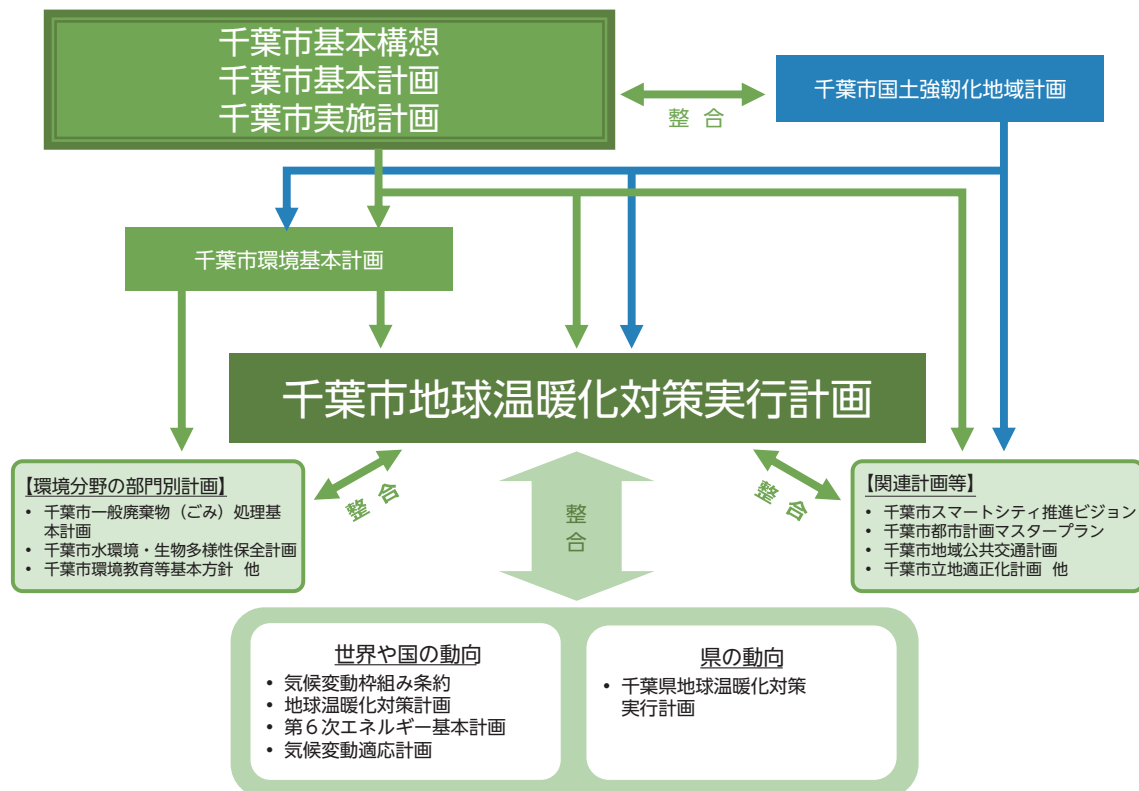 千葉市基本構想
千葉市基本計画
千葉市実施計画
整 合
千葉市国土強靭化地域計画
千葉市環境基本計画
千葉市地球温暖化対策実行計画
【環境分野の部門別計画】
• 千葉市一般廃棄物（ごみ）処理基
本計画
• 千葉市水環境・生物多様性保全計画
• 千葉市環境教育等基本方針 他
整 合
整
合
整 合
【関連計画等】
• 千葉市スマートシティ推進ビジョン
• 千葉市都市計画マスタープラン
• 千葉市地域公共交通計画
• 千葉市立地適正化計画 他
世界や国の動向
• 気候変動枠組み条約
• 地球温暖化対策計画
• 第６次エネルギー基本計画
• 気候変動適応計画
県の動向
• 千葉県地球温暖化対策
実行計画